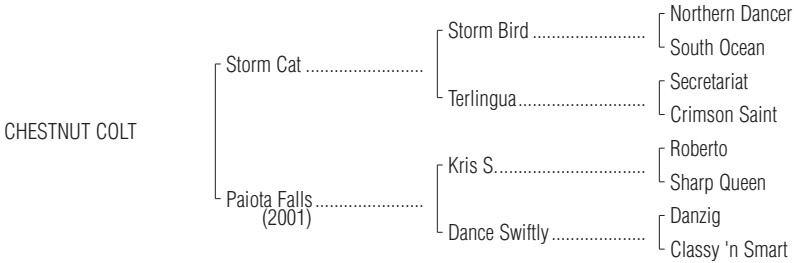 Northern Dancer
Storm Bird ........................
South Ocean
Storm Cat ........................
Secretariat
Terlingua...........................
Crimson Saint
CHESTNUT COLT
Roberto
Kris S................................
Sharp Queen
Paiota Falls ......................
(2001)
Danzig
Dance Swiftly ....................
Classy 'n Smart